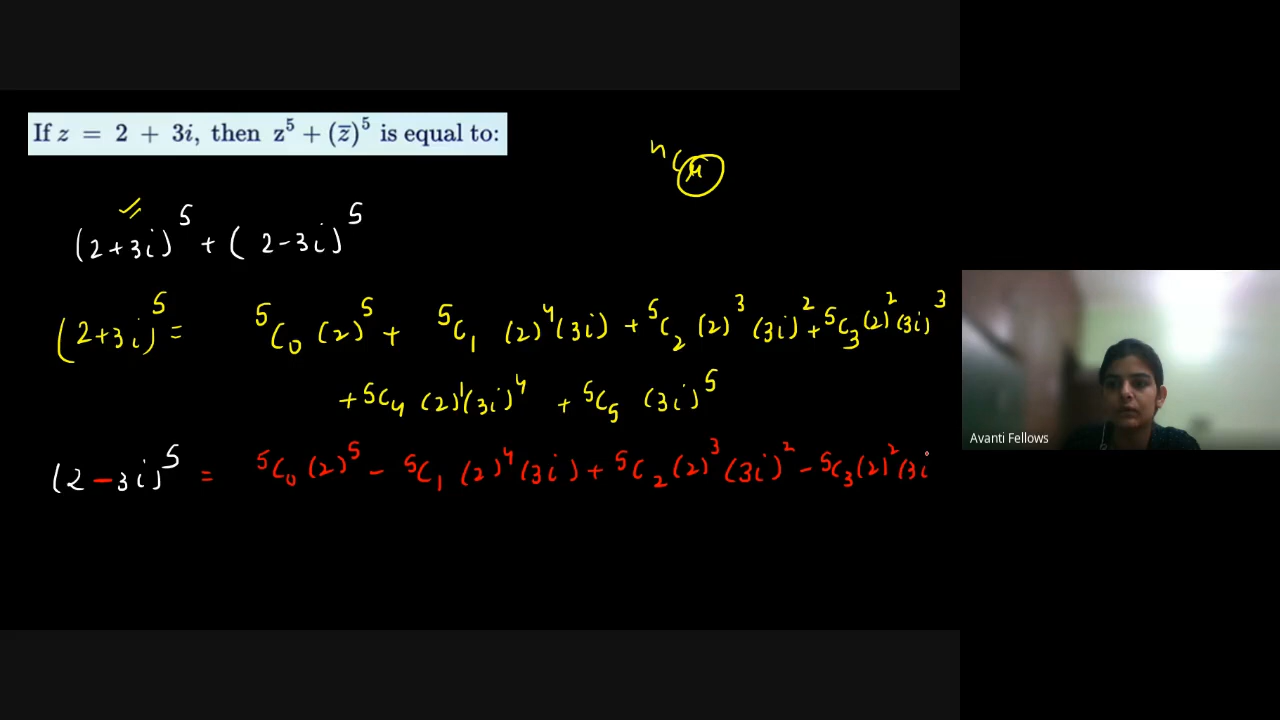 If z = 2 + 3i, then z⁵ + (z̅)⁵ is equal to:
ⁿCᵣ
(2+3i)⁵ + (2-3i)⁵
(2+3i)⁵ = ⁵C₀ (2)⁵ + ⁵C₁ (2)⁴(3i) + ⁵C₂ (2)³ (3i)² + ⁵C₃(2)²(3i)³
+ ⁵C₄ (2)¹(3i)⁴ + ⁵C₅ (3i)⁵
(2-3i)⁵ = ⁵C₀(2)⁵ - ⁵C₁ (2)⁴(3i) + ⁵C₂(2)³(3i)² - ⁵C₃(2)²(3i
Avanti Fellows